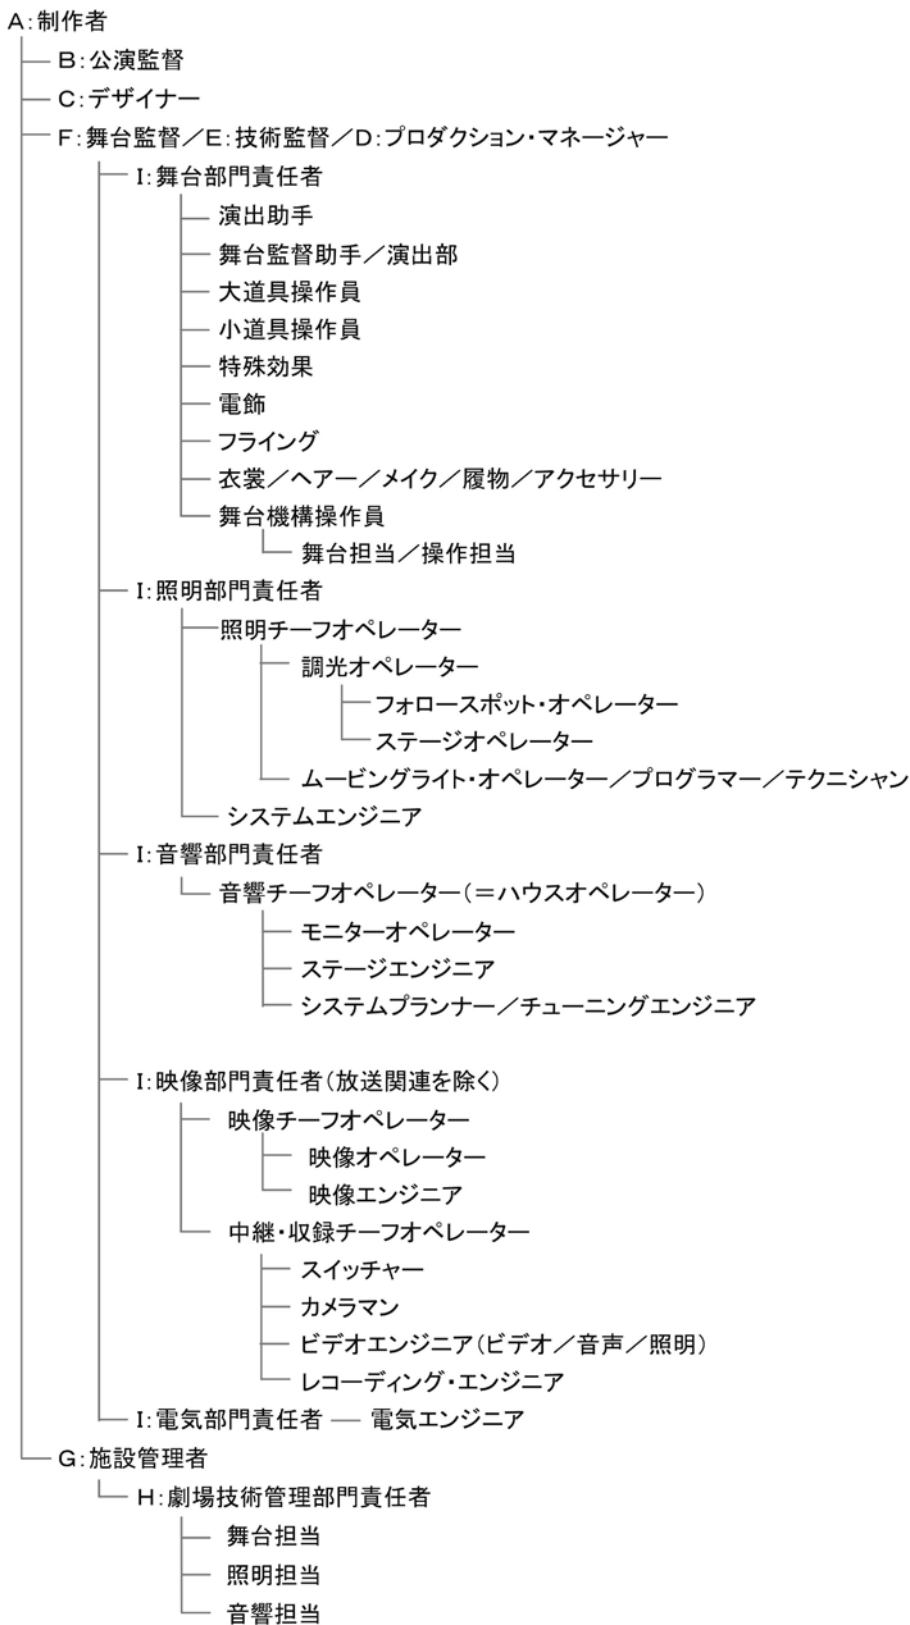 A:制作者
B:公演監督
C:デザイナー
F:舞台監督／E:技術監督／D:プロダクション・マネージャー
I:舞台部門責任者
演出助手
舞台監督助手／演出部
大道具操作員
小道具操作員
特殊効果
電飾
フライング
衣裳／ヘアー／メイク／履物／アクセサリー
舞台機構操作員
舞台担当／操作担当
I:照明部門責任者
照明チーフオペレーター
調光オペレーター
フォロースポット・オペレーター
ステージオペレーター
ムービングライト・オペレーター／プログラマー／テクニシャン
システムエンジニア
I:音響部門責任者
音響チーフオペレーター(＝ハウスオペレーター)
モニターオペレーター
ステージエンジニア
システムプランナー／チューニングエンジニア
I:映像部門責任者(放送関連を除く)
映像チーフオペレーター
映像オペレーター
映像エンジニア
中継・収録チーフオペレーター
スイッチャー
カメラマン
ビデオエンジニア(ビデオ／音声／照明)
レコーディング・エンジニア
I:電気部門責任者 ― 電気エンジニア
G:施設管理者
H:劇場技術管理部門責任者
舞台担当
照明担当
音響担当